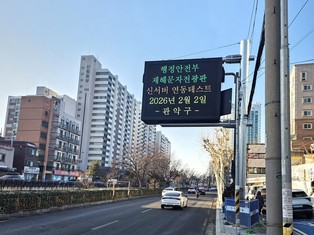 행정안전부
재해문자전광판
신서버 연동테스트
2026년 2월 2일
- 관악구 -